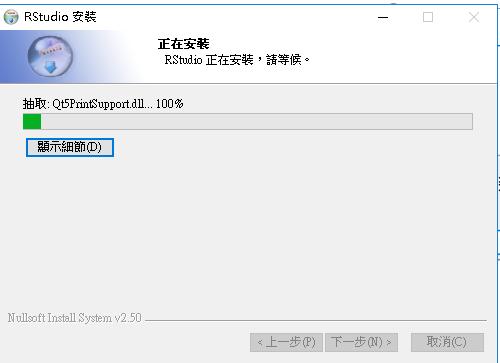 RStudio 安裝
正在安裝
RStudio 正在安裝，請等候。
抽取: Qt5PrintSupport.dll... 100%
顯示細節(D)
Nullsoft Install System v2.50
< 上一步(P) 下一步(N) > 取消(C)